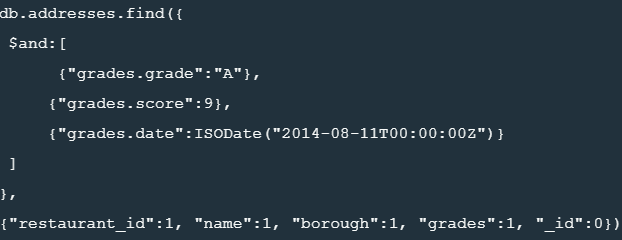 db.addresses.find({
$and:[
{"grades.grade":"A"},
{"grades.score":9},
{"grades.date":ISODate("2014-08-11T00:00:00Z")}
]
},
{"restaurant_id":1, "name":1, "borough":1, "grades":1, "_id":0})